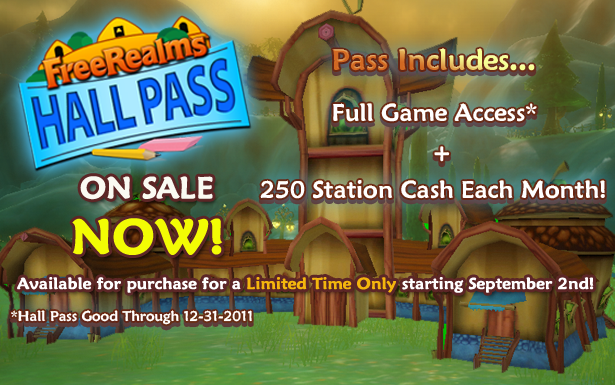 FreeRealms
HALL PASS
ON SALE
NOW!
Pass Includes...
Full Game Access*
+
250 Station Cash Each Month!
Available for purchase for a Limited Time Only starting September 2nd!
*Hall Pass Good Through 12-31-2011